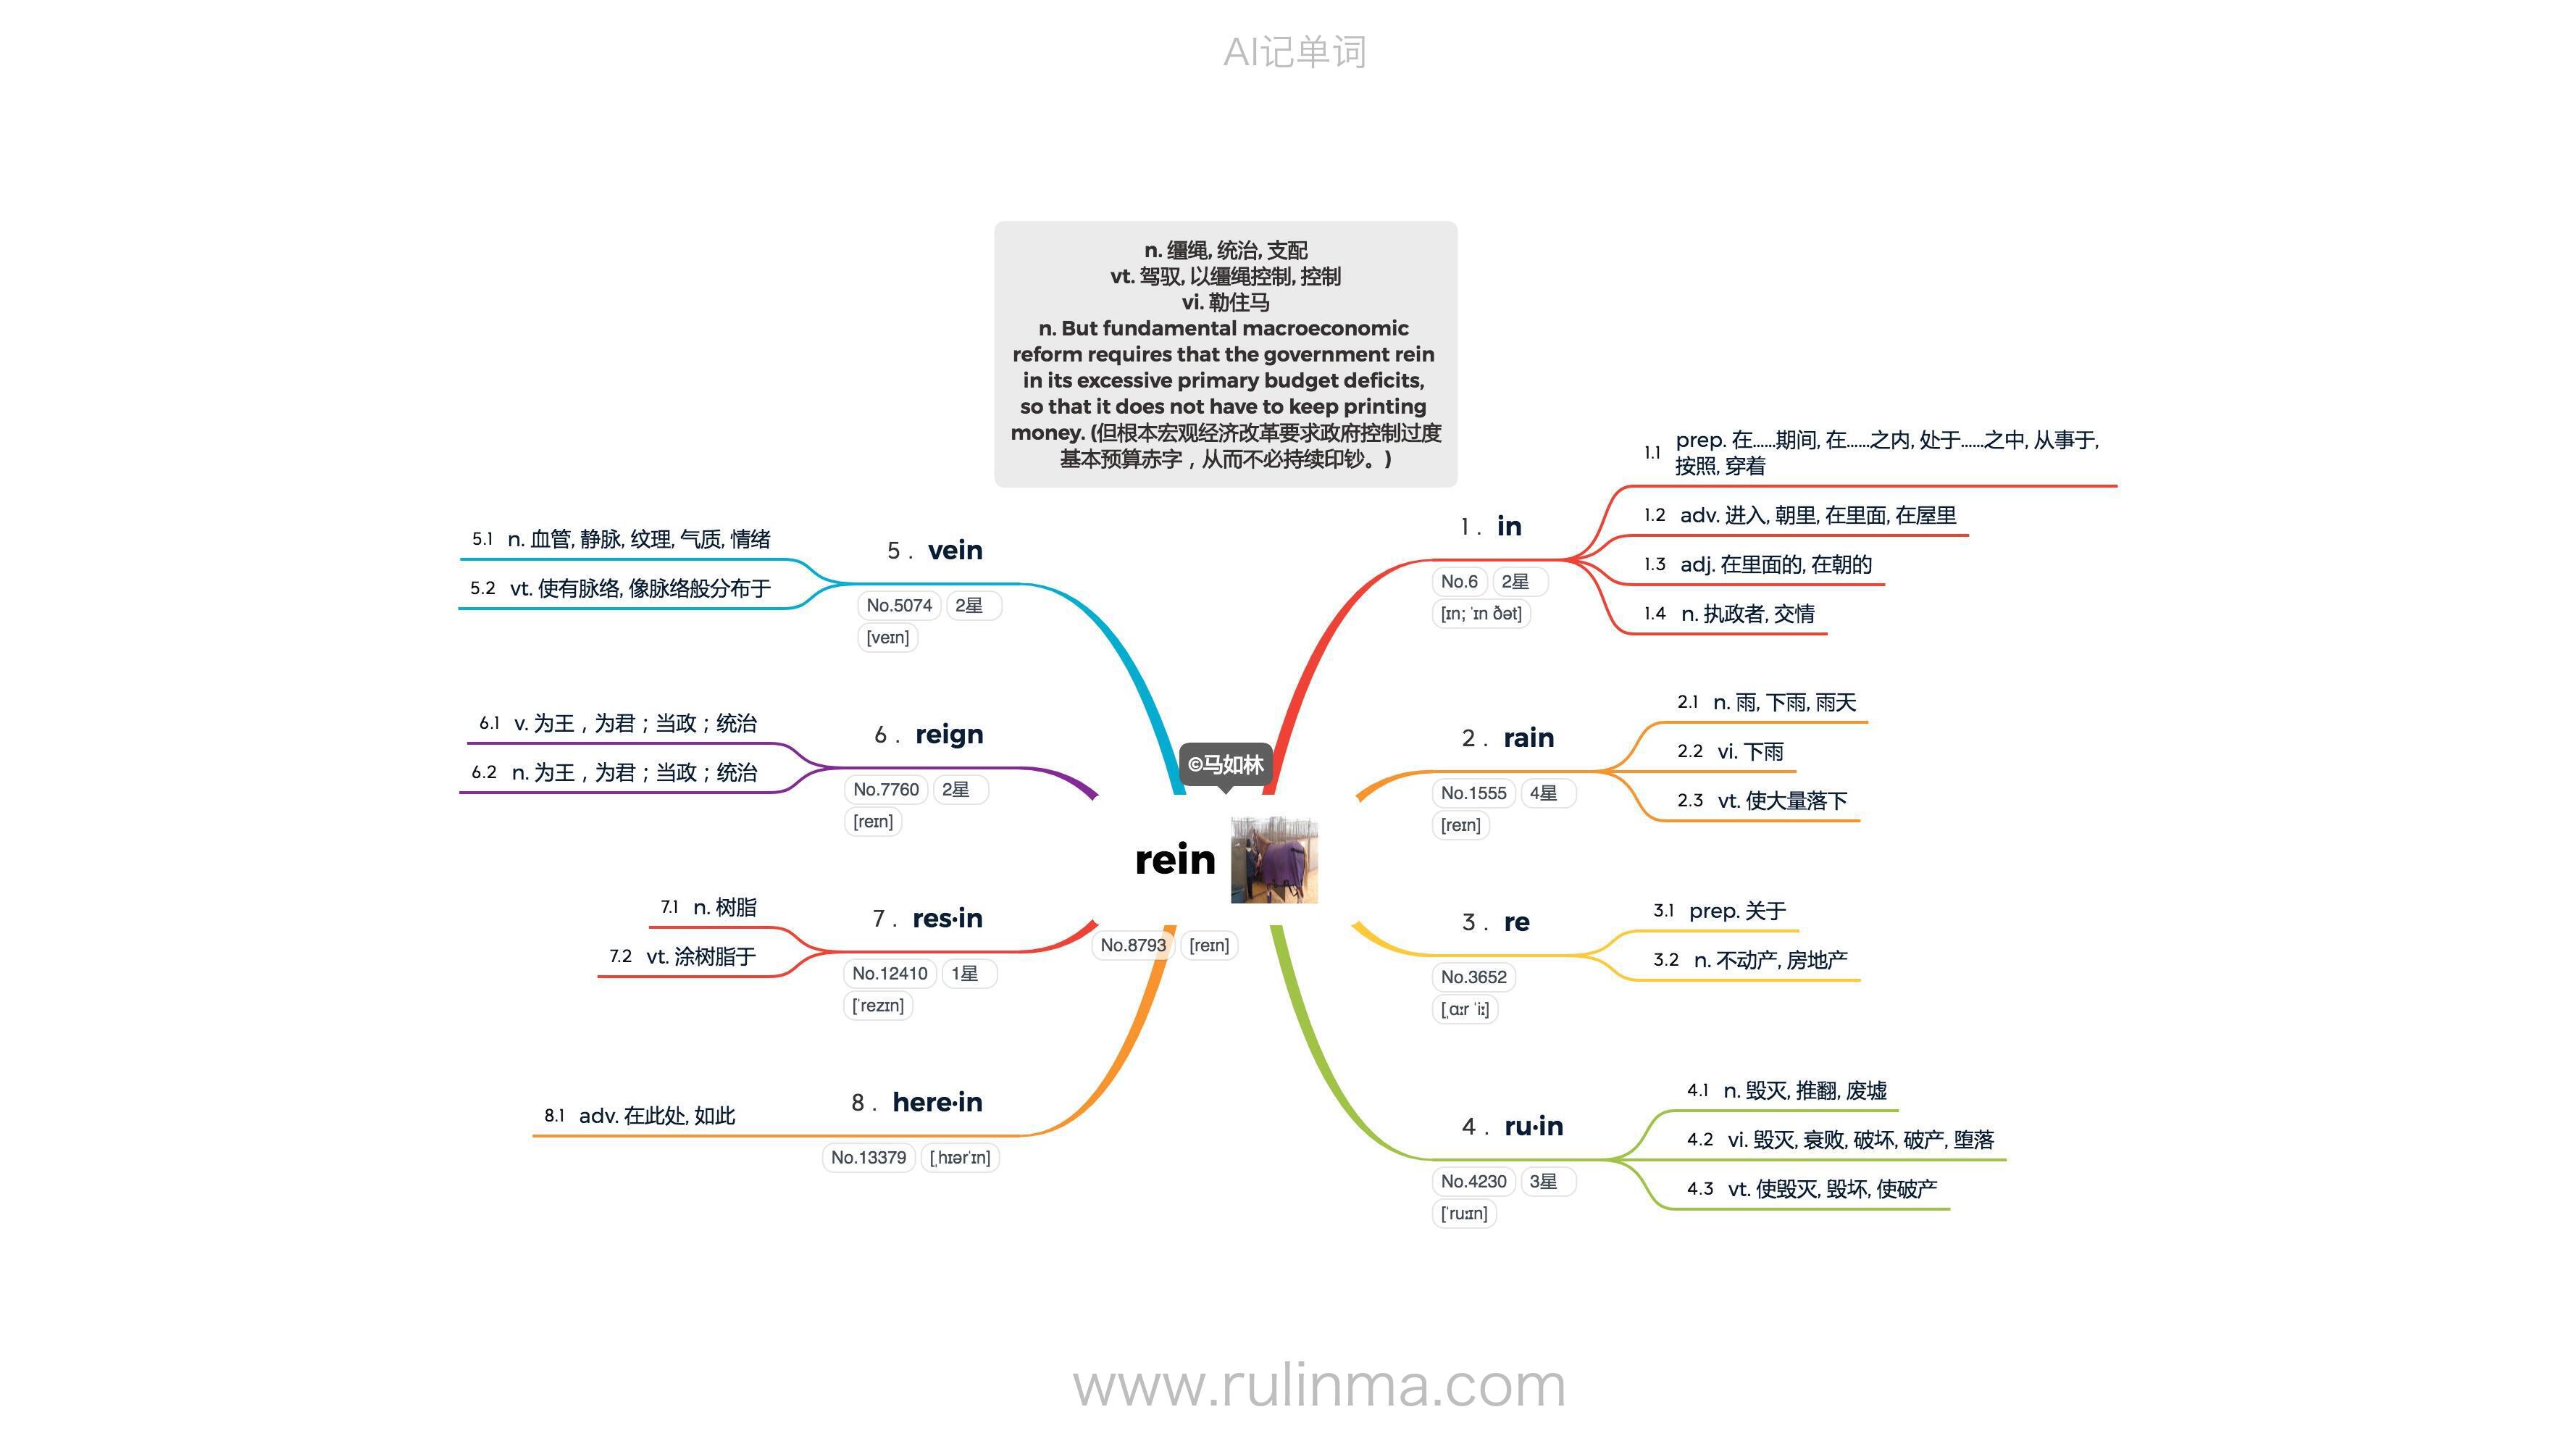 AI记单词
n. 缰绳, 统治, 支配
vt. 驾驭, 以缰绳控制, 控制
vi. 勒住马
n. But fundamental macroeconomic
reform requires that the government rein
in its excessive primary budget deficits,
so that it does not have to keep printing
money. (但根本宏观经济改革要求政府控制过度
基本预算赤字，从而不必持续印钞。)
©马如林
rein
No.8793 [reɪn]
1 . in
No.6 2星
[ɪn; ˈɪn ðət]
1.1 prep. 在......期间, 在......之内, 处于......之中, 从事于,
按照, 穿着
1.2 adv. 进入, 朝里, 在里面, 在屋里
1.3 adj. 在里面的, 在朝的
1.4 n. 执政者, 交情
2 . rain
No.1555 4星
[reɪn]
2.1 n. 雨, 下雨, 雨天
2.2 vi. 下雨
2.3 vt. 使大量落下
3 . re
No.3652
[ˌɑːr ˈiː]
3.1 prep. 关于
3.2 n. 不动产, 房地产
4 . ru·in
No.4230 3星
[ˈruːɪn]
4.1 n. 毁灭, 推翻, 废墟
4.2 vi. 毁灭, 衰败, 破坏, 破产, 堕落
4.3 vt. 使毁灭, 毁坏, 使破产
5 . vein
No.5074 2星
[veɪn]
5.1 n. 血管, 静脉, 纹理, 气质, 情绪
5.2 vt. 使有脉络, 像脉络般分布于
6 . reign
No.7760 2星
[reɪn]
6.1 v. 为王，为君；当政；统治
6.2 n. 为王，为君；当政；统治
7 . res·in
No.12410 1星
[ˈrezɪn]
7.1 n. 树脂
7.2 vt. 涂树脂于
8 . here·in
No.13379 [ˌhɪərˈɪn]
8.1 adv. 在此处, 如此
www.rulinma.com